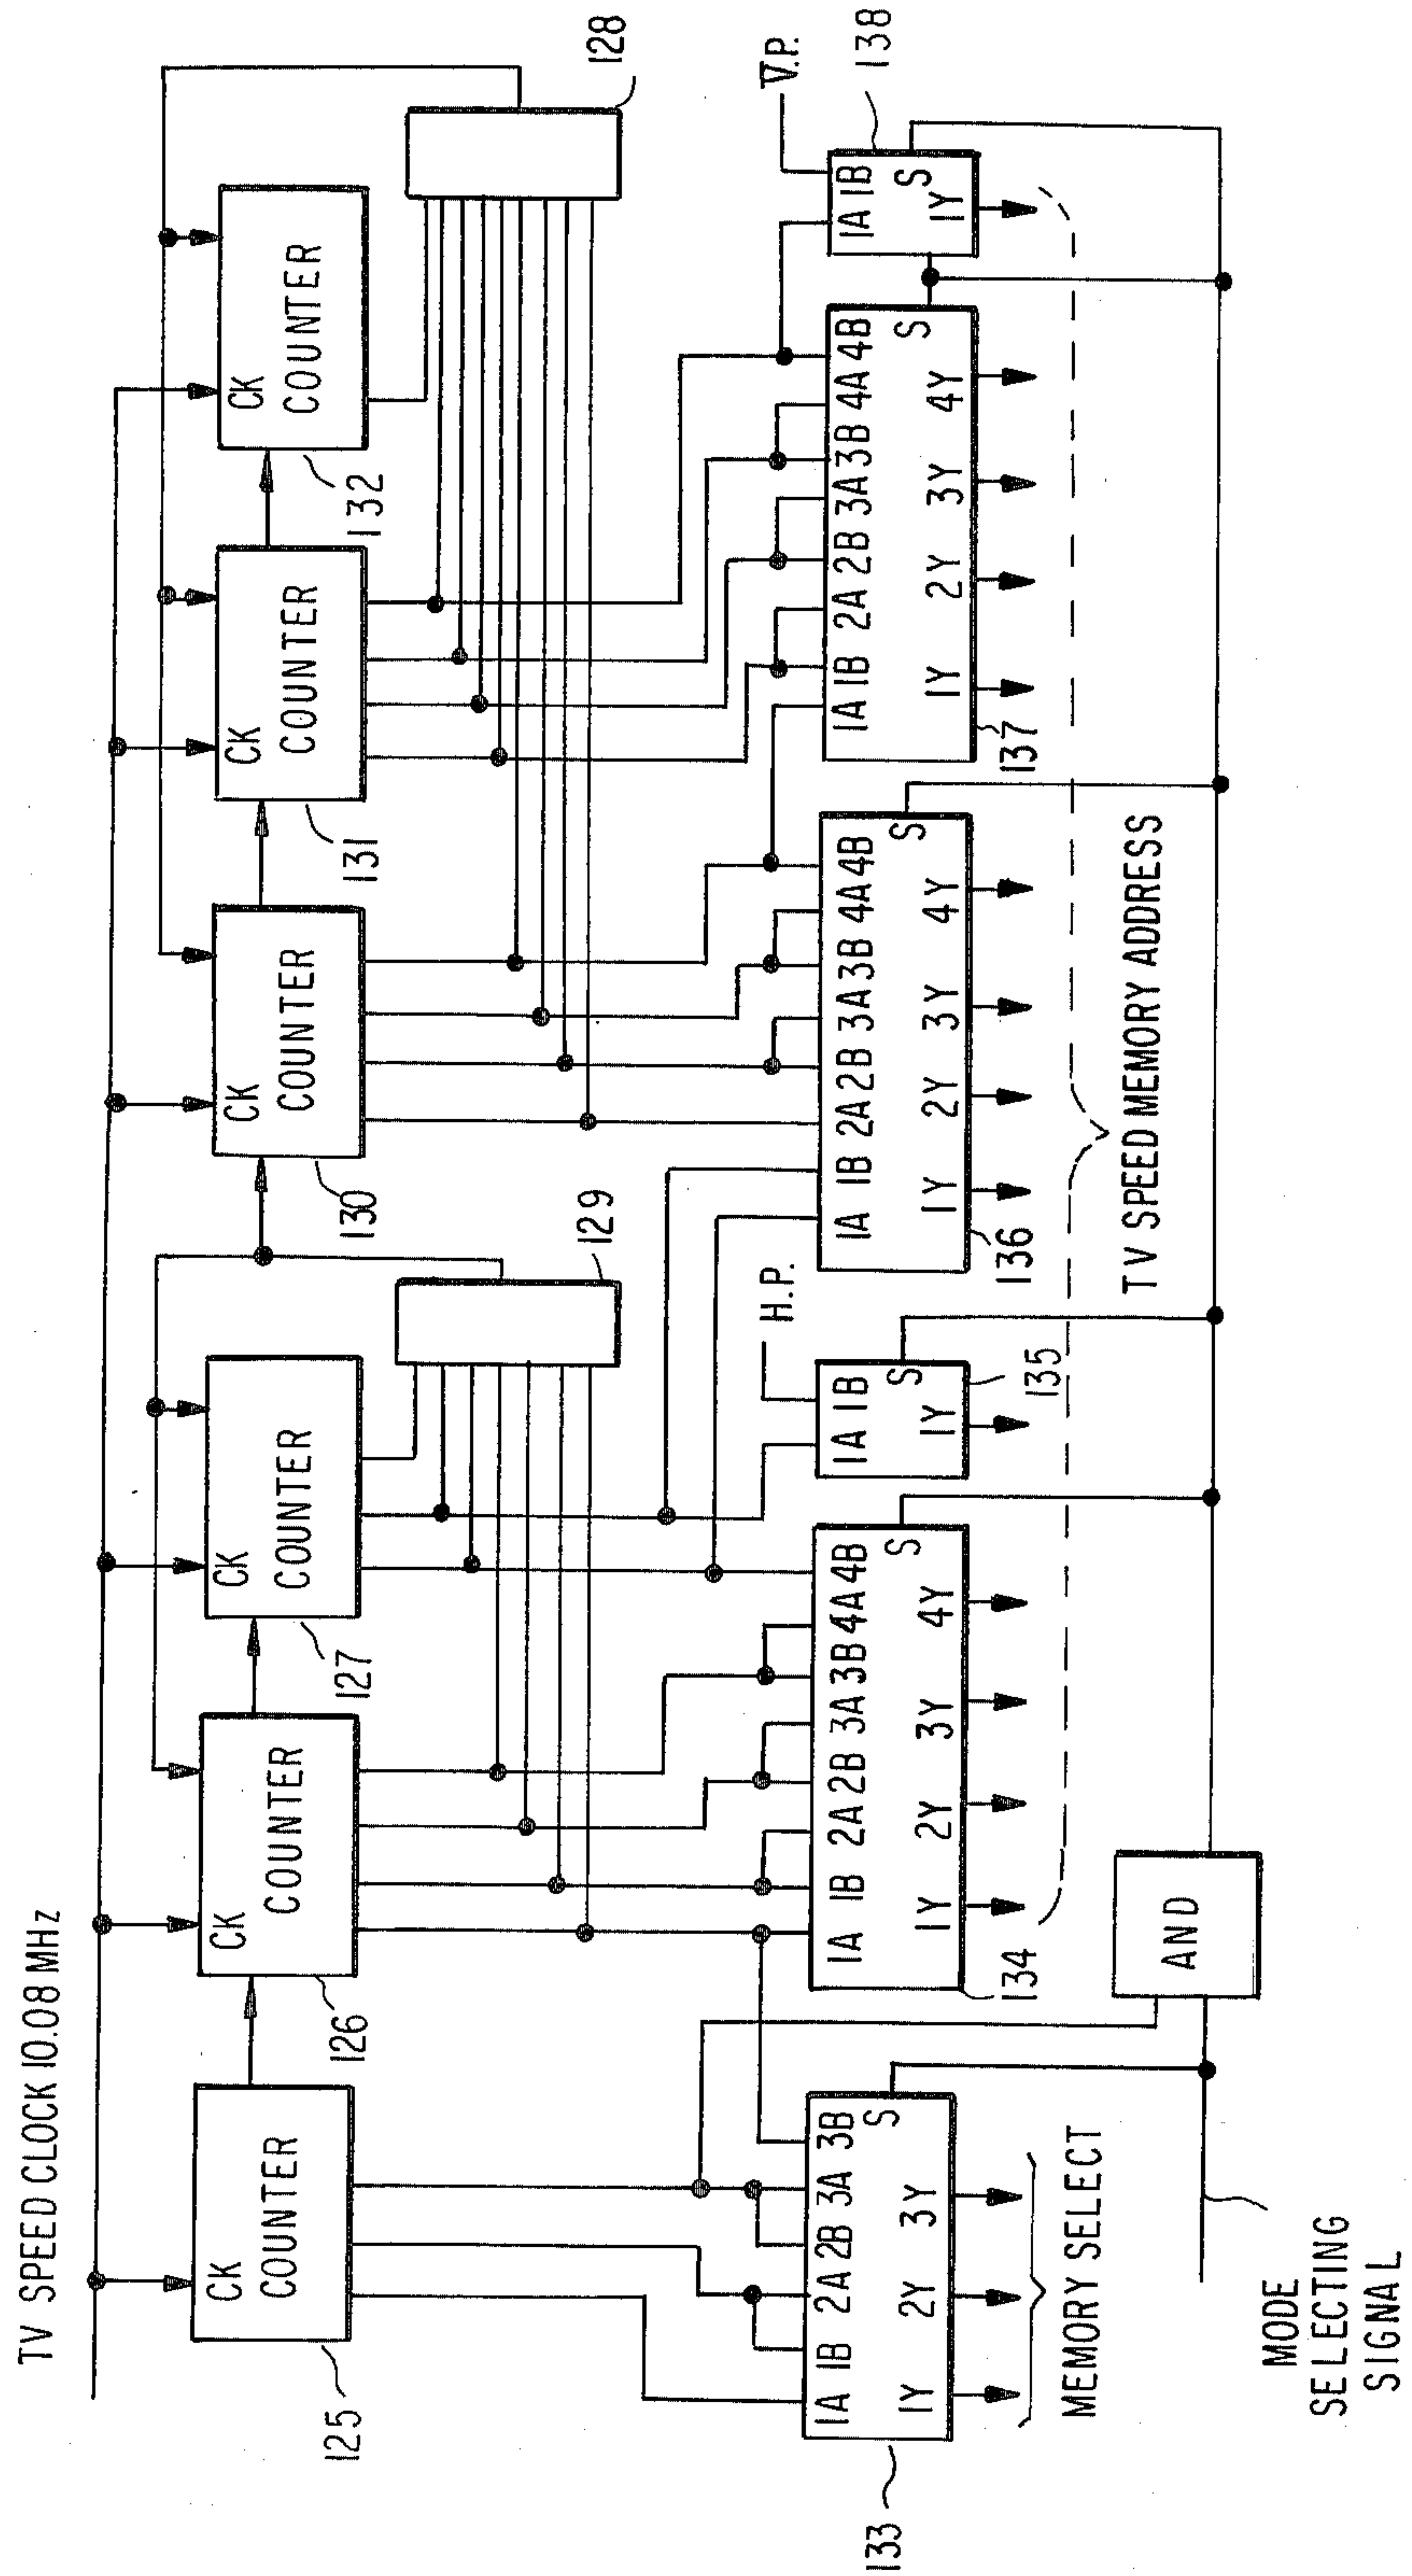 TV SPEED CLOCK 10.08 MHz
CK
COUNTER
125
CK
COUNTER
126
CK
COUNTER
127
129
CK
COUNTER
130
CK
COUNTER
131
CK
COUNTER
132
128
1A 1B 2A 2B 3A 3B
S
1Y 2Y 3Y
133
MEMORY SELECT
1A 1B 2A 2B 3A 3B 4A 4B
S
1Y 2Y 3Y 4Y
134
H.P.
1A 1B
S
1Y
135
1A 1B 2A 2B 3A 3B 4A 4B
S
1Y 2Y 3Y 4Y
136
1A 1B 2A 2B 3A 3B 4A 4B
S
1Y 2Y 3Y 4Y
137
V.P.
1A 1B
S
1Y
138
TV SPEED MEMORY ADDRESS
AND
MODE
SELECTING
SIGNAL